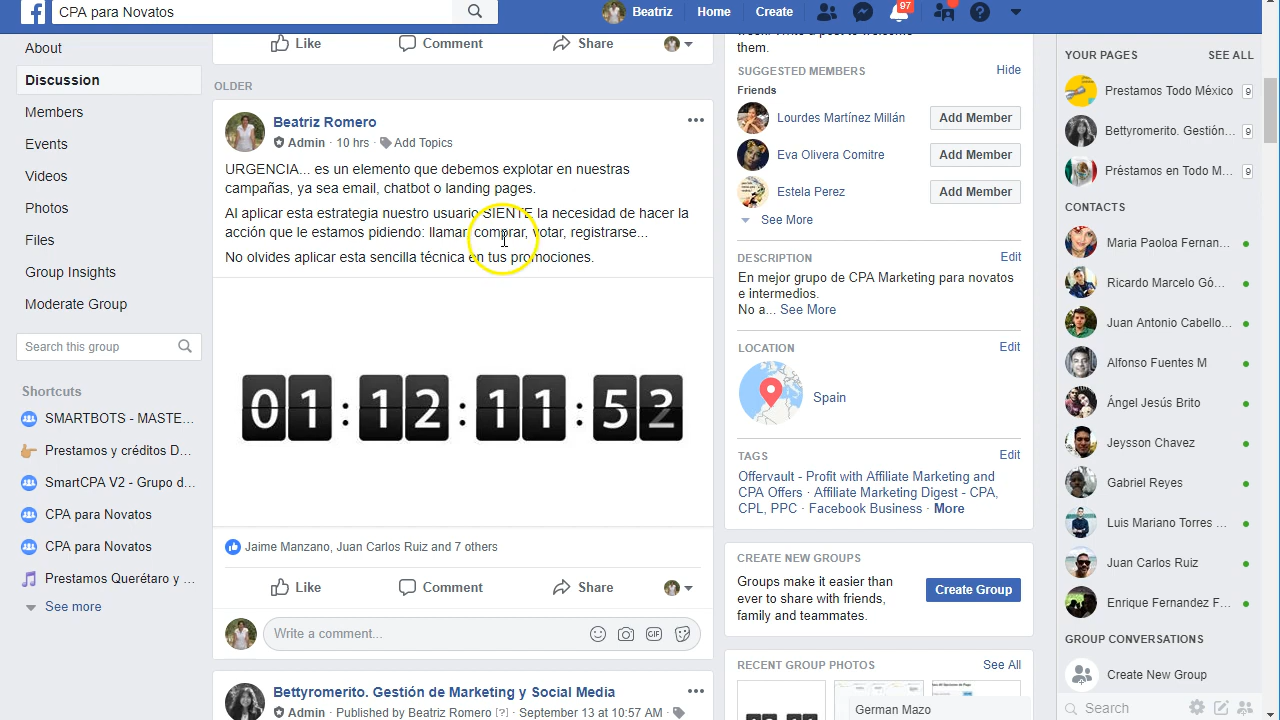 CPA para Novatos
Beatriz
Home
Create
97
About
Discussion
Members
Events
Videos
Photos
Files
Group Insights
Moderate Group
Search this group
Shortcuts
SMARTBOTS - MASTE...
Prestamos y créditos D...
SmartCPA V2 - Grupo d...
CPA para Novatos
CPA para Novatos
Prestamos Querétaro y ...
See more
Like Comment Share
OLDER
Beatriz Romero
Admin · 10 hrs · Add Topics
URGENCIA... es un elemento que debemos explotar en nuestras
campañas, ya sea email, chatbot o landing pages.
Al aplicar esta estrategia nuestro usuario SIENTE la necesidad de hacer la
acción que le estamos pidiendo: llamar, comprar, votar, registrarse...
No olvides aplicar esta sencilla técnica en tus promociones.
01:12:11:52
Jaime Manzano, Juan Carlos Ruiz and 7 others
Like Comment Share
Write a comment...
GIF
Bettyromerito. Gestión de Marketing y Social Media
Admin · Published by Beatriz Romero [?] · September 13 at 10:57 AM ·
them.
SUGGESTED MEMBERS Hide
Friends
Lourdes Martínez Millán Add Member
Eva Olivera Comitre Add Member
Estela Perez Add Member
See More
DESCRIPTION Edit
En mejor grupo de CPA Marketing para novatos
e intermedios.
No a... See More
LOCATION Edit
Spain
TAGS Edit
Offervault - Profit with Affiliate Marketing and
CPA Offers · Affiliate Marketing Digest - CPA,
CPL, PPC · Facebook Business · More
CREATE NEW GROUPS
Groups make it easier than
ever to share with friends,
family and teammates.
Create Group
RECENT GROUP PHOTOS See All
German Mazo
YOUR PAGES SEE ALL
Prestamos Todo México 9
Bettyromerito. Gestión... 9
Préstamos en Todo M... 9
CONTACTS
Maria Paoloa Fernan...
Ricardo Marcelo Gó...
Juan Antonio Cabello...
Alfonso Fuentes M
Ángel Jesús Brito
Jeysson Chavez
Gabriel Reyes
Luis Mariano Torres ...
Juan Carlos Ruiz
Enrique Fernandez F...
GROUP CONVERSATIONS
Create New Group
Search